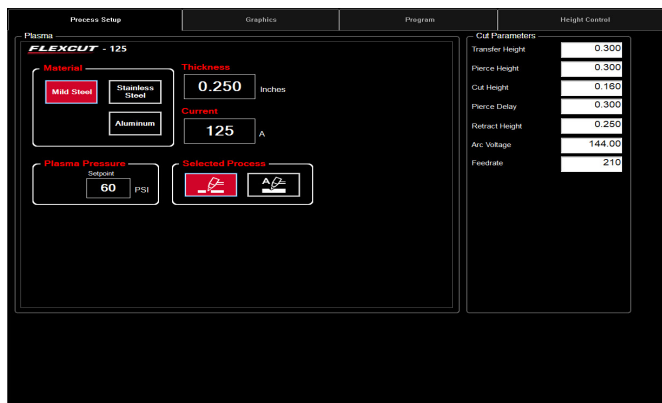 Process Setup
Graphics
Program
Height Control
Plasma
FLEXCUT - 125
Material
Mild Steel
Stainless
Steel
Aluminum
Thickness
0.250 Inches
Current
125 A
Plasma Pressure
Setpoint
60 PSI
Selected Process
A
Cut Parameters
Transfer Height 0.300
Pierce Height 0.300
Cut Height 0.160
Pierce Delay 0.300
Retract Height 0.250
Arc Voltage 144.00
Feedrate 210